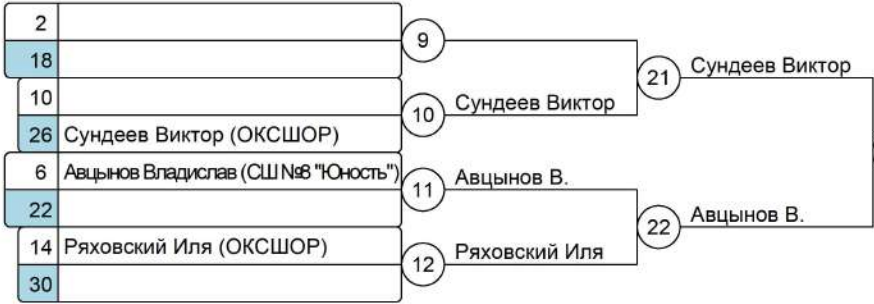 2
9
18
21 Сундеев Виктор
10
10 Сундеев Виктор
26 Сундеев Виктор (ОКСШОР)
6 Авцынов Владислав (СШ №8 "Юность")
11 Авцынов В.
22
22 Авцынов В.
14 Ряховский Иля (ОКСШОР)
12 Ряховский Иля
30